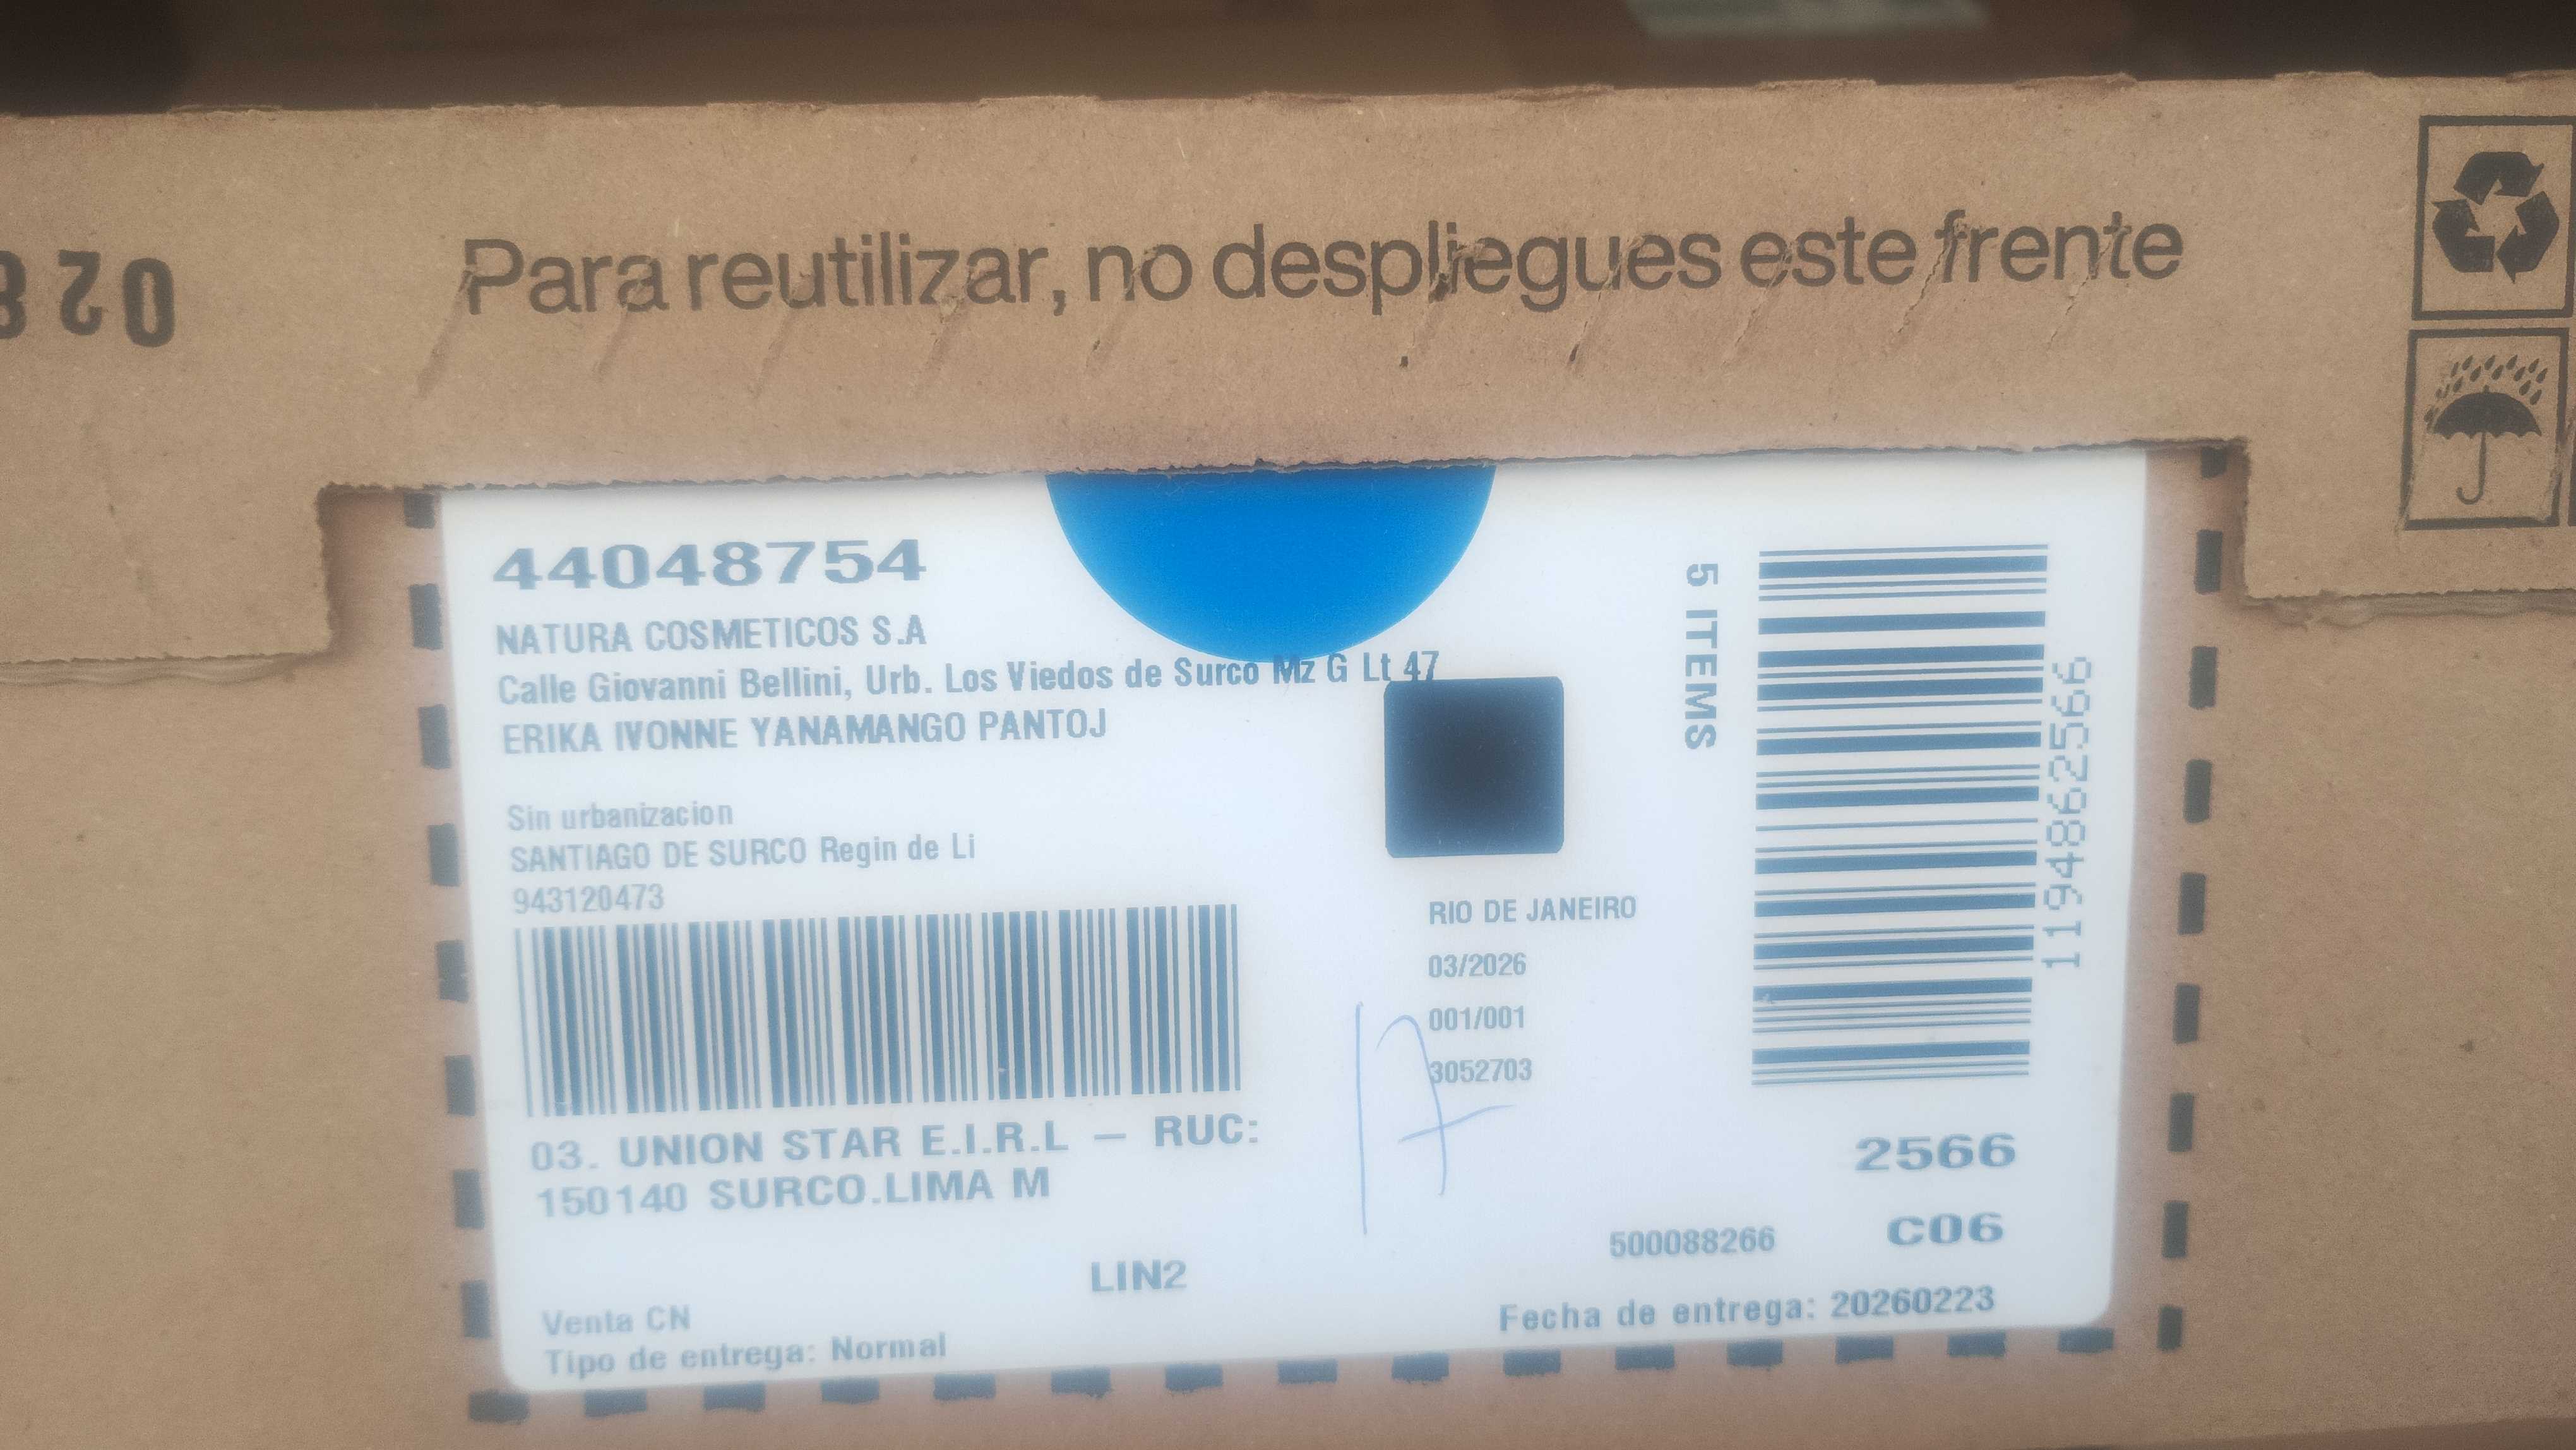 028
Para reutilizar, no despliegues este frente
44048754
NATURA COSMETICOS S.A
Calle Giovanni Bellini, Urb. Los Viedos de Surco Mz G Lt 47
ERIKA IVONNE YANAMANGO PANTOJ
Sin urbanizacion
SANTIAGO DE SURCO Regin de Li
943120473
03. UNION STAR E.I.R.L — RUC:
150140 SURCO.LIMA M
LIN2
Venta CN
Tipo de entrega: Normal
RIO DE JANEIRO
03/2026
001/001
3052703
17
5 ITEMS
11948862566
2566
C06
500088266
Fecha de entrega: 20260223